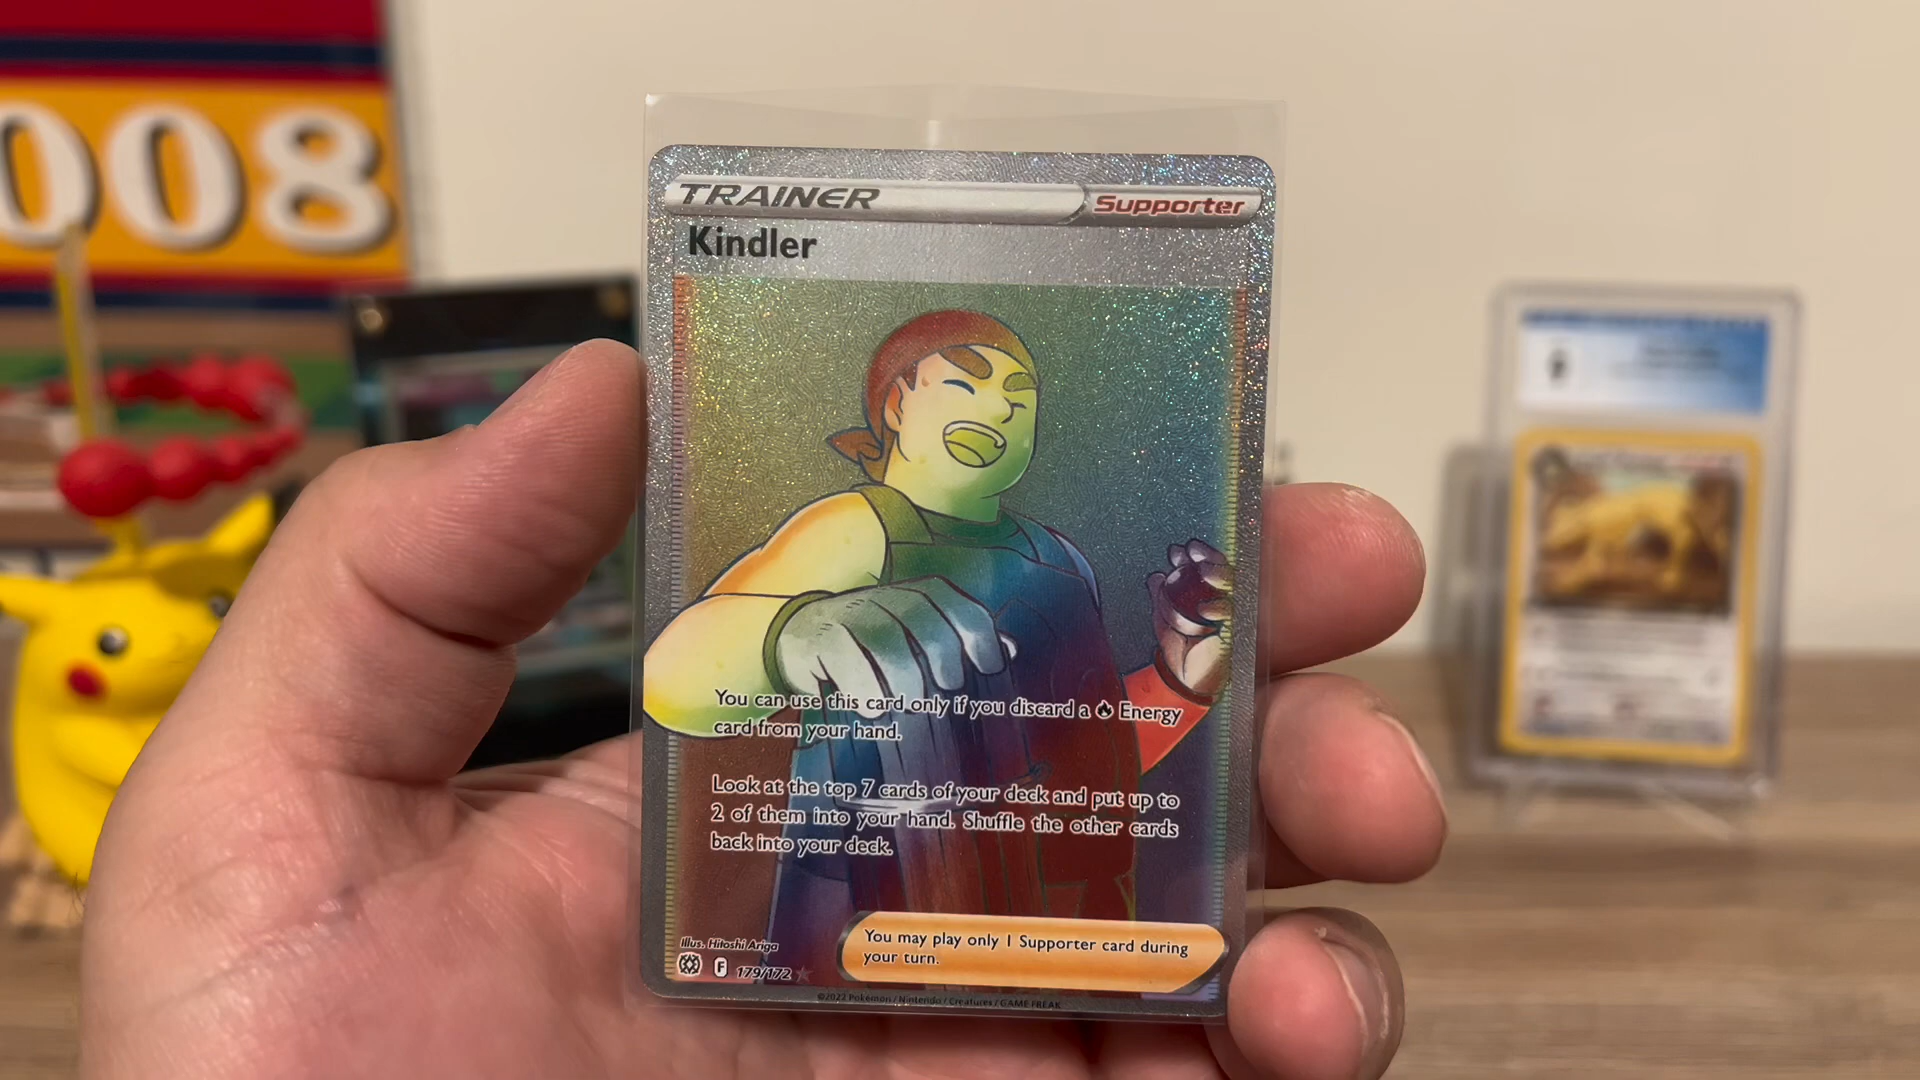 008
TRAINER
Supporter
Kindler
You can use this card only if you discard a Energy
card from your hand.
Look at the top 7 cards of your deck and put up to
2 of them into your hand. Shuffle the other cards
back into your deck.
You may play only 1 Supporter card during
your turn.
Illus. Hitoshi Ariga
F 179/172
©2022 Pokémon / Nintendo / Creatures / GAME FREAK